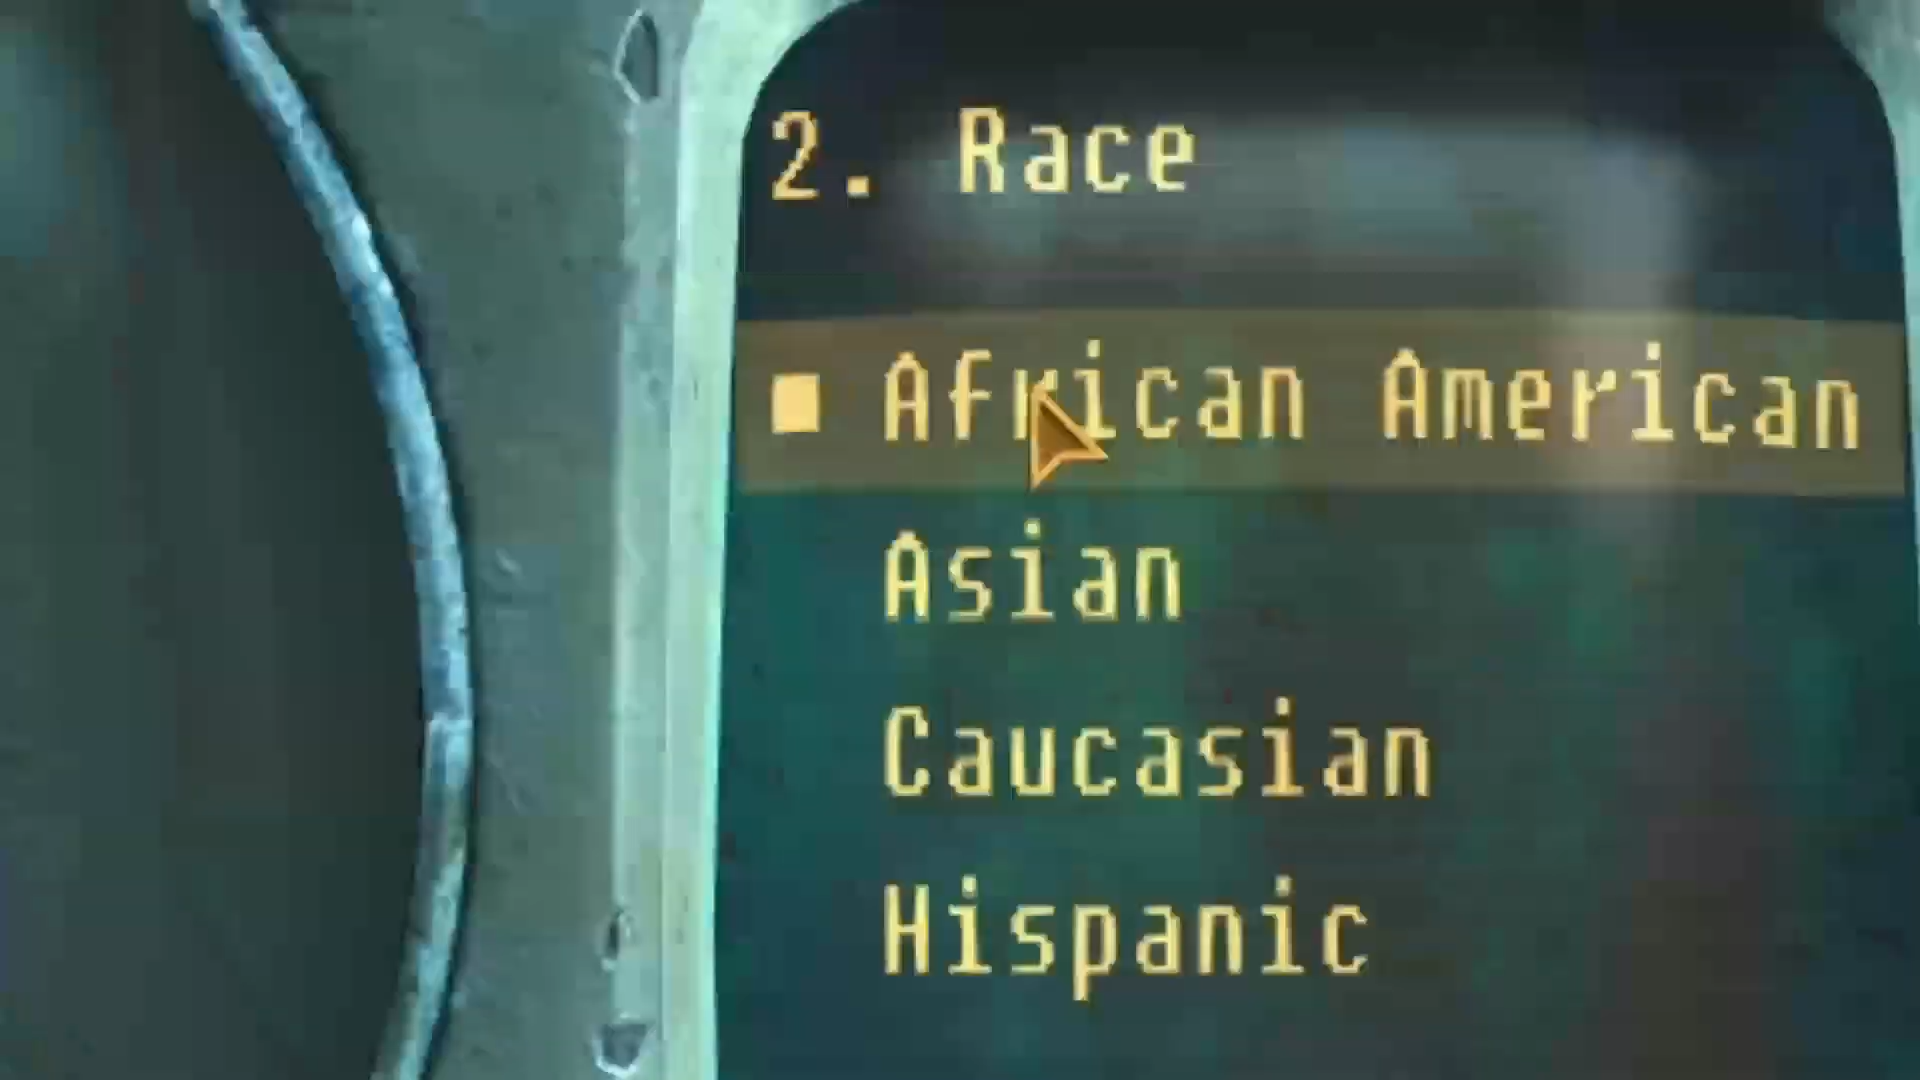 2. Race
African American
Asian
Caucasian
Hispanic